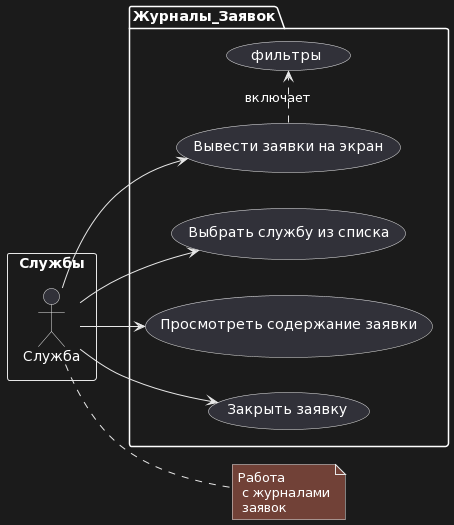 Журналы_Заявок
фильтры
включает
Вывести заявки на экран
Выбрать службу из списка
Службы
Служба
Просмотреть содержание заявки
Закрыть заявку
Работа
с журналами
заявок